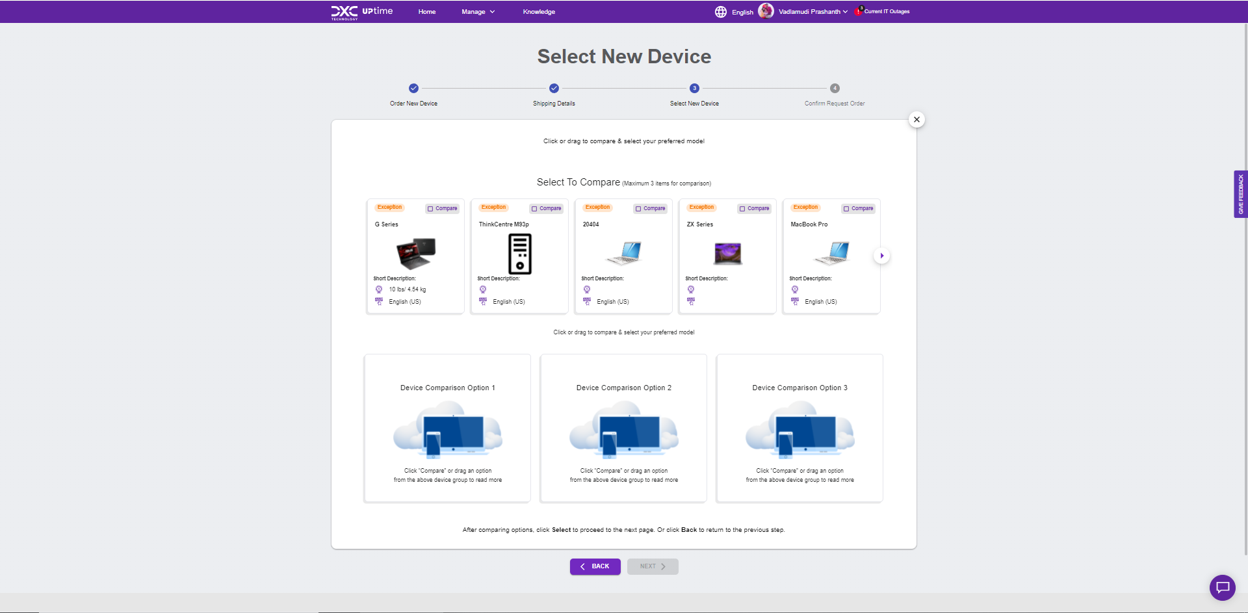 DXC TECHNOLOGY UPtime Home Manage Knowledge English Vadlamudi Prashanth Current IT Outages
Select New Device
3 4
Order New Device Shipping Details Select New Device Confirm Request Order
Click or drag to compare & select your preferred model
GIVE FEEDBACK
Select To Compare (Maximum 3 items for comparison)
Exception Compare Exception Compare Exception Compare Exception Compare Exception Compare
G Series ThinkCentre M93p 20404 ZX Series MacBook Pro
Short Description: Short Description: Short Description: Short Description: Short Description:
10 lbs/ 4.54 kg
English (US) English (US) English (US) English (US)
Click or drag to compare & select your preferred model
Device Comparison Option 1 Device Comparison Option 2 Device Comparison Option 3
Click "Compare" or drag an option Click "Compare" or drag an option Click "Compare" or drag an option
from the above device group to read more from the above device group to read more from the above device group to read more
After comparing options, click Select to proceed to the next page. Or click Back to return to the previous step.
BACK NEXT